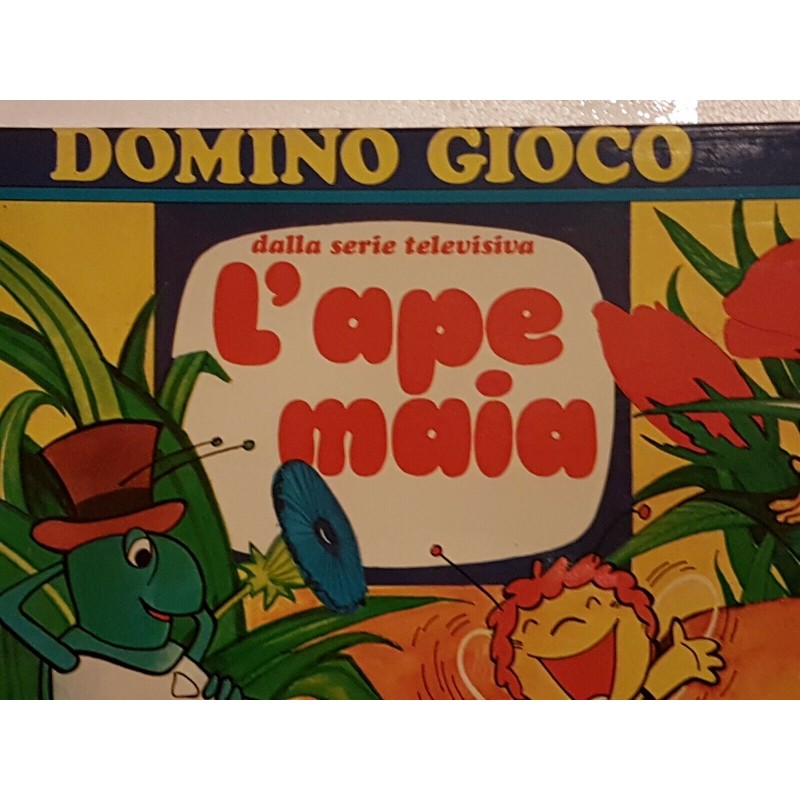 DOMINO GIOCO
dalla serie televisiva
L'ape
maia